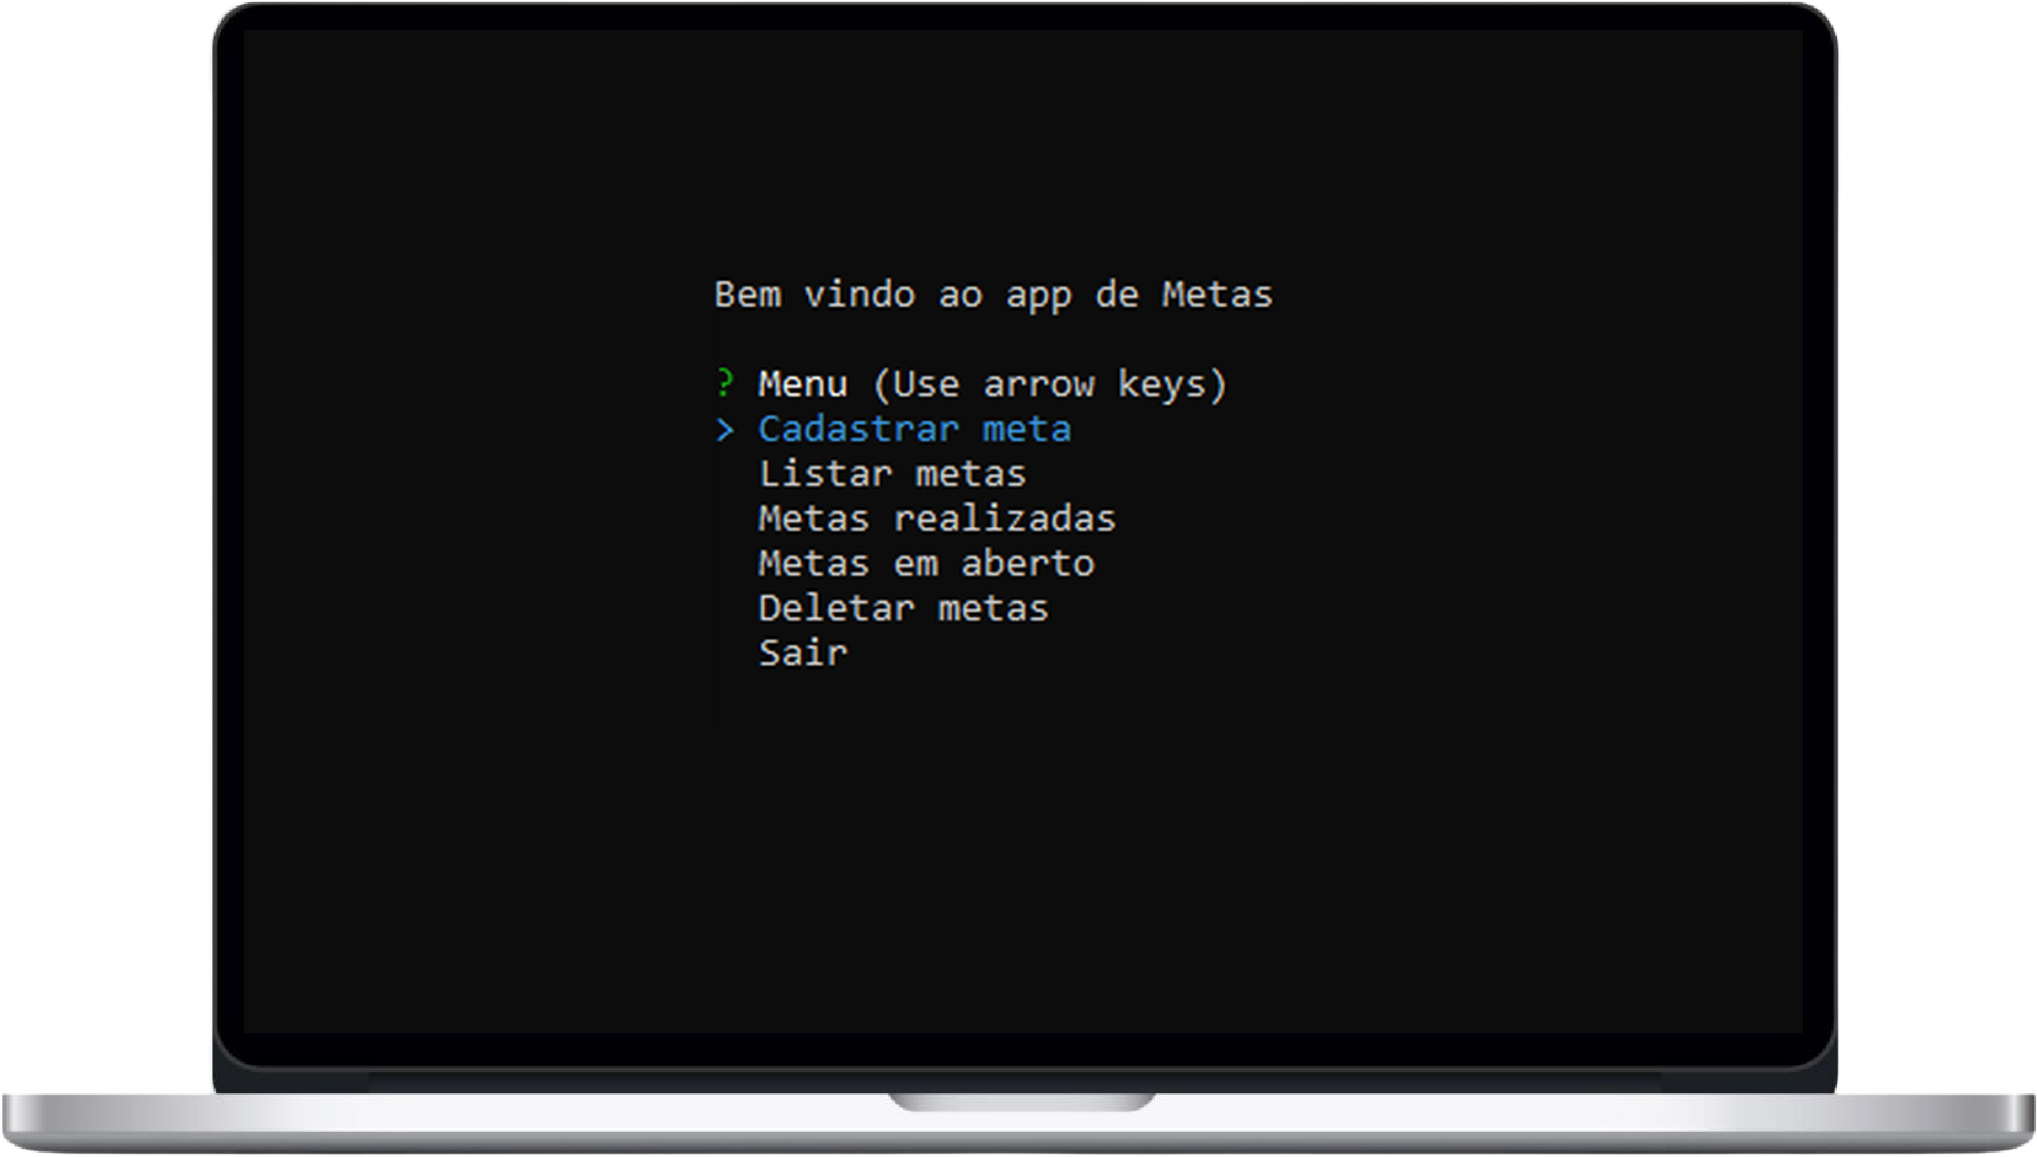 Bem vindo ao app de Metas
? Menu (Use arrow keys)
> Cadastrar meta
Listar metas
Metas realizadas
Metas em aberto
Deletar metas
Sair